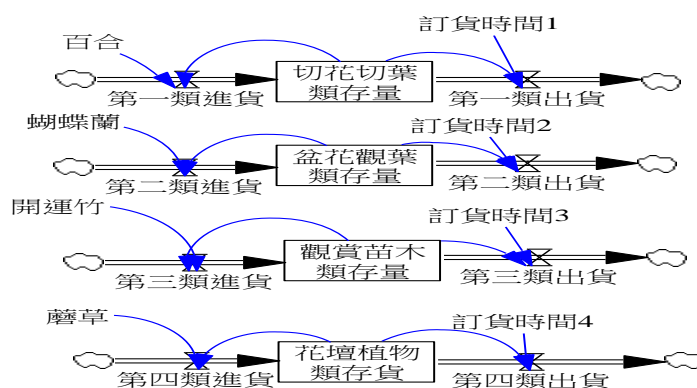 百合
訂貨時間1
切花切葉
類存量
第一類進貨
第一類出貨
蝴蝶蘭
訂貨時間2
盆花觀葉
類存量
第二類進貨
第二類出貨
開運竹
訂貨時間3
觀賞苗木
類存量
第三類進貨
第三類出貨
蘑草
訂貨時間4
花壇植物
類存貨
第四類進貨
第四類出貨